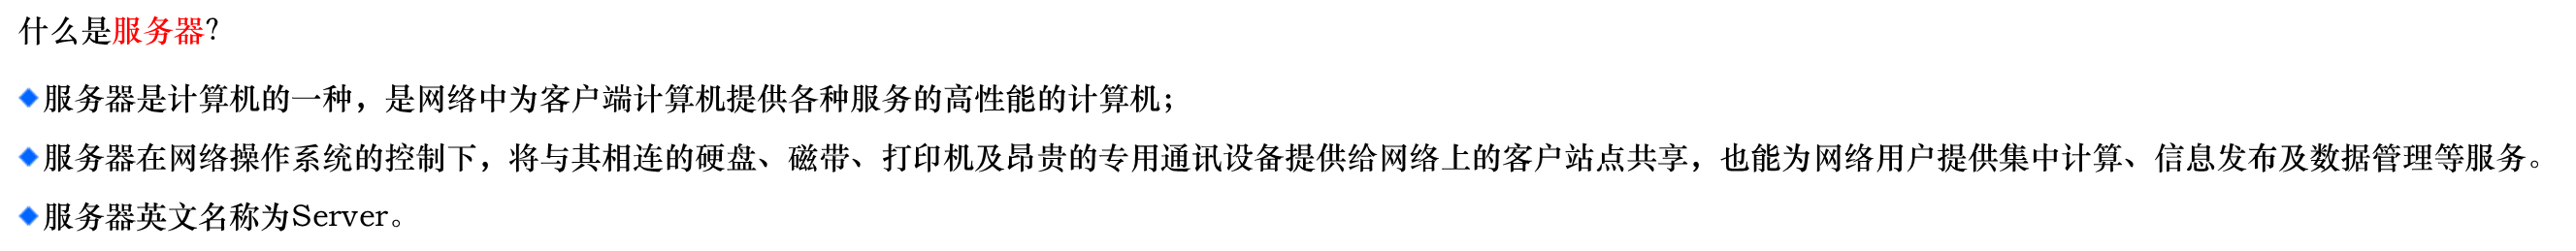 什么是服务器?
◆服务器是计算机的一种，是网络中为客户端计算机提供各种服务的高性能的计算机；
◆服务器在网络操作系统的控制下，将与其相连的硬盘、磁带、打印机及昂贵的专用通讯设备提供给网络上的客户站点共享，也能为网络用户提供集中计算、信息发布及数据管理等服务。
◆服务器英文名称为Server。